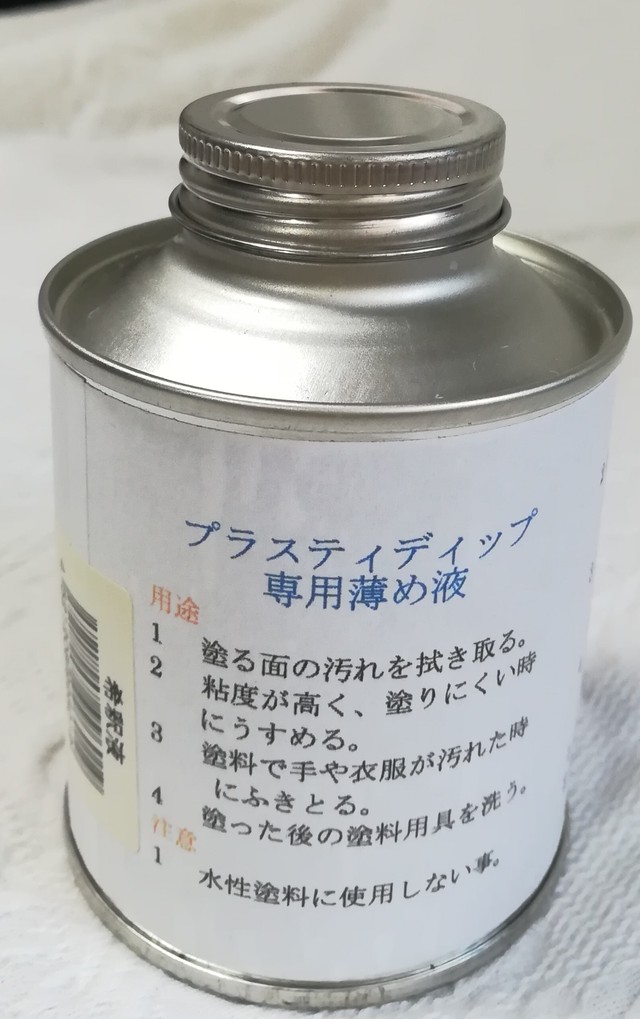 プラスティディップ
専用薄め液
用途
1 塗る面の汚れを拭き取る。
2 粘度が高く、塗りにくい時
にうすめる。
3 塗料で手や衣服が汚れた時
にふきとる。
4 塗った後の塗料用具を洗う。
注意
1 水性塗料に使用しない事。